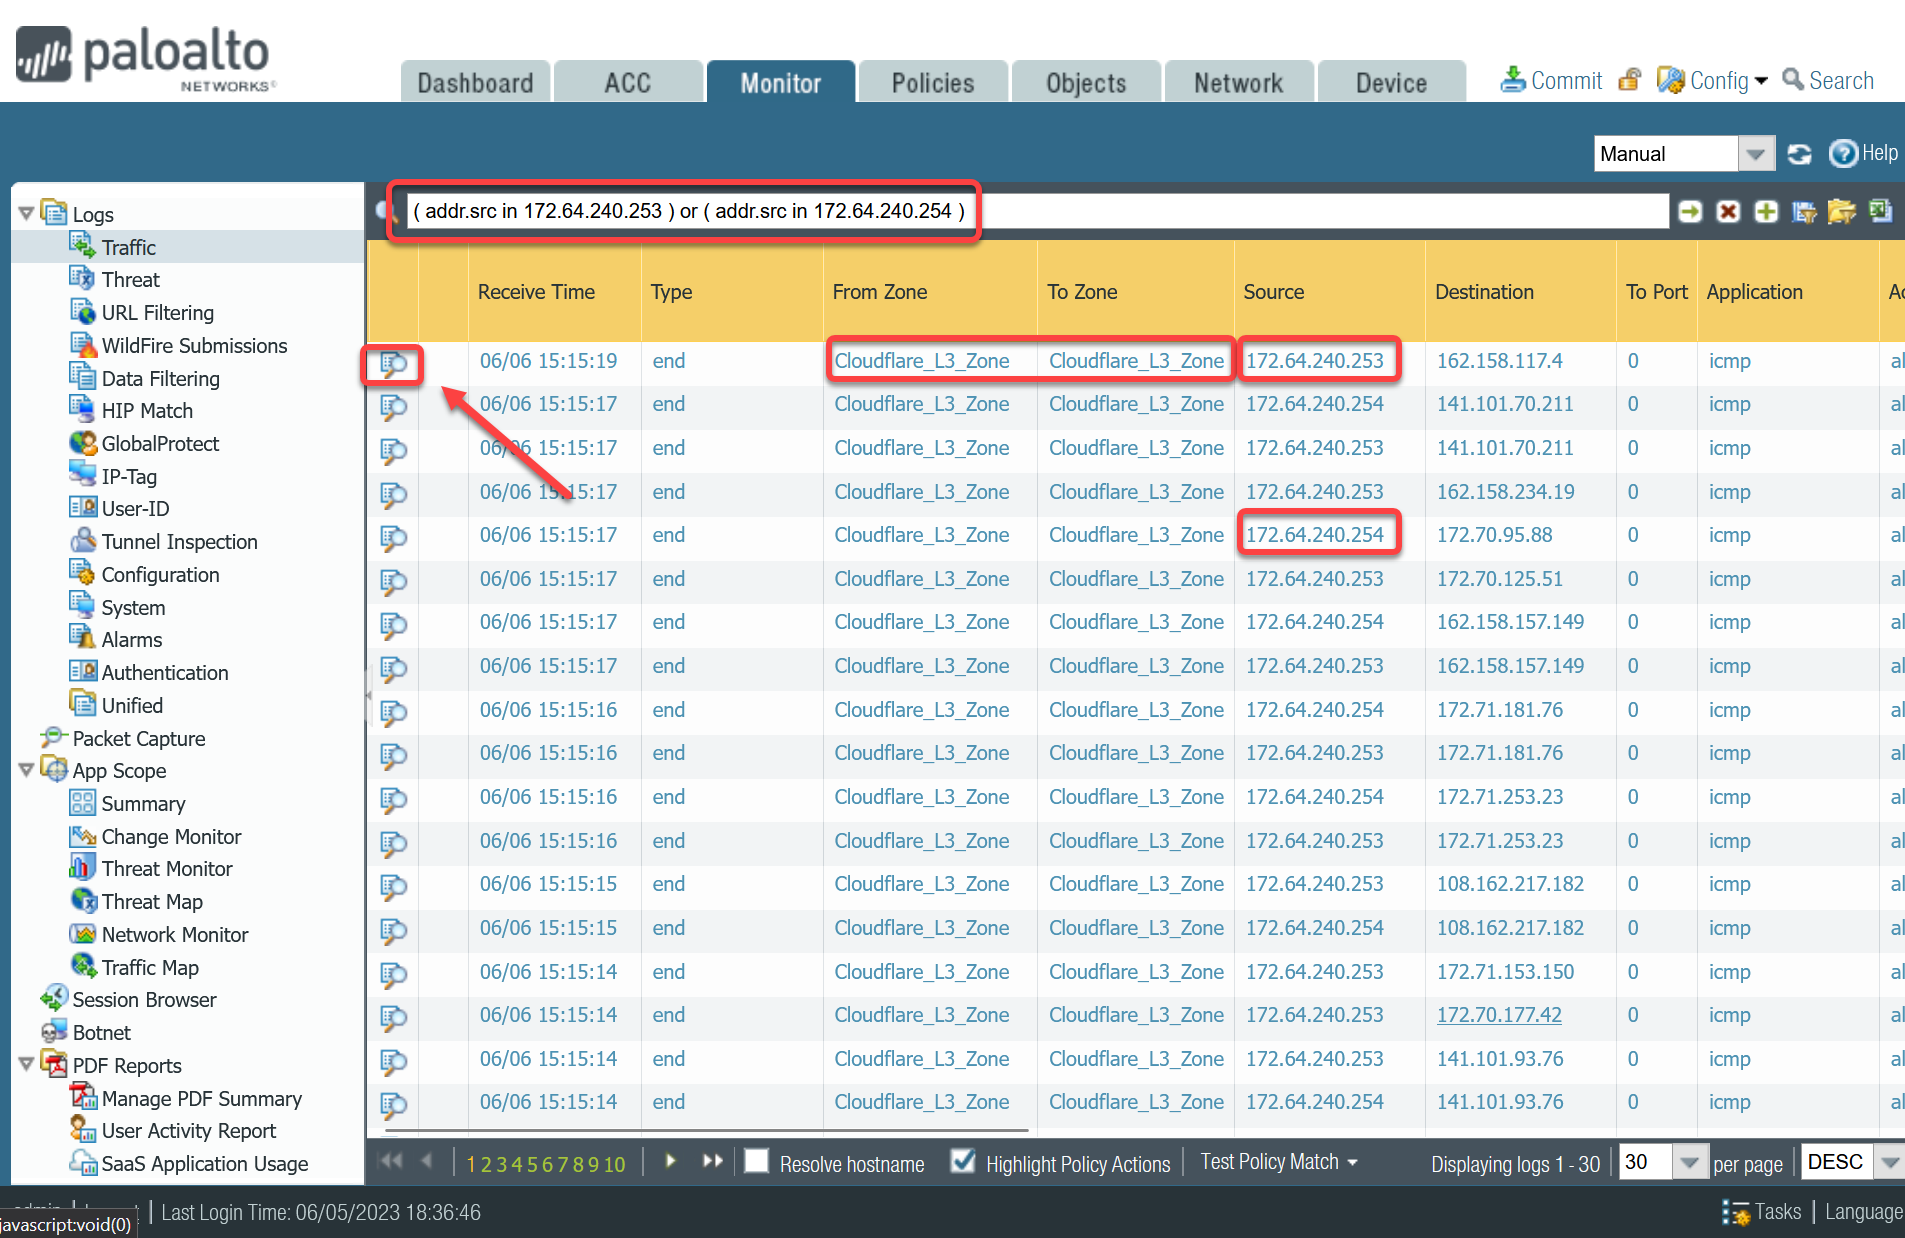 paloalto
NETWORKS
Dashboard ACC Monitor Policies Objects Network Device Commit Config Search
Manual Help
( addr.src in 172.64.240.253 ) or ( addr.src in 172.64.240.254 )
Logs
Traffic
Threat
URL Filtering
WildFire Submissions
Data Filtering
HIP Match
GlobalProtect
IP-Tag
User-ID
Tunnel Inspection
Configuration
System
Alarms
Authentication
Unified
Packet Capture
App Scope
Summary
Change Monitor
Threat Monitor
Threat Map
Network Monitor
Traffic Map
Session Browser
Botnet
PDF Reports
Manage PDF Summary
User Activity Report
SaaS Application Usage
Receive Time Type From Zone To Zone Source Destination To Port Application
06/06 15:15:19 end Cloudflare_L3_Zone Cloudflare_L3_Zone 172.64.240.253 162.158.117.4 0 icmp al
06/06 15:15:17 end Cloudflare_L3_Zone Cloudflare_L3_Zone 172.64.240.254 141.101.70.211 0 icmp al
06/06 15:15:17 end Cloudflare_L3_Zone Cloudflare_L3_Zone 172.64.240.253 141.101.70.211 0 icmp al
06/06 15:15:17 end Cloudflare_L3_Zone Cloudflare_L3_Zone 172.64.240.253 162.158.234.19 0 icmp al
06/06 15:15:17 end Cloudflare_L3_Zone Cloudflare_L3_Zone 172.64.240.254 172.70.95.88 0 icmp al
06/06 15:15:17 end Cloudflare_L3_Zone Cloudflare_L3_Zone 172.64.240.253 172.70.125.51 0 icmp al
06/06 15:15:17 end Cloudflare_L3_Zone Cloudflare_L3_Zone 172.64.240.254 162.158.157.149 0 icmp al
06/06 15:15:17 end Cloudflare_L3_Zone Cloudflare_L3_Zone 172.64.240.253 162.158.157.149 0 icmp al
06/06 15:15:16 end Cloudflare_L3_Zone Cloudflare_L3_Zone 172.64.240.254 172.71.181.76 0 icmp al
06/06 15:15:16 end Cloudflare_L3_Zone Cloudflare_L3_Zone 172.64.240.253 172.71.181.76 0 icmp al
06/06 15:15:16 end Cloudflare_L3_Zone Cloudflare_L3_Zone 172.64.240.254 172.71.253.23 0 icmp al
06/06 15:15:16 end Cloudflare_L3_Zone Cloudflare_L3_Zone 172.64.240.253 172.71.253.23 0 icmp al
06/06 15:15:15 end Cloudflare_L3_Zone Cloudflare_L3_Zone 172.64.240.253 108.162.217.182 0 icmp al
06/06 15:15:15 end Cloudflare_L3_Zone Cloudflare_L3_Zone 172.64.240.254 108.162.217.182 0 icmp al
06/06 15:15:14 end Cloudflare_L3_Zone Cloudflare_L3_Zone 172.64.240.253 172.71.153.150 0 icmp al
06/06 15:15:14 end Cloudflare_L3_Zone Cloudflare_L3_Zone 172.64.240.253 172.70.177.42 0 icmp al
06/06 15:15:14 end Cloudflare_L3_Zone Cloudflare_L3_Zone 172.64.240.253 141.101.93.76 0 icmp al
06/06 15:15:14 end Cloudflare_L3_Zone Cloudflare_L3_Zone 172.64.240.254 141.101.93.76 0 icmp al
1 2 3 4 5 6 7 8 9 10 Resolve hostname Highlight Policy Actions Test Policy Match Displaying logs 1 - 30 30 per page DESC
Last Login Time: 06/05/2023 18:36:46 Tasks Language
javascript:void(0)